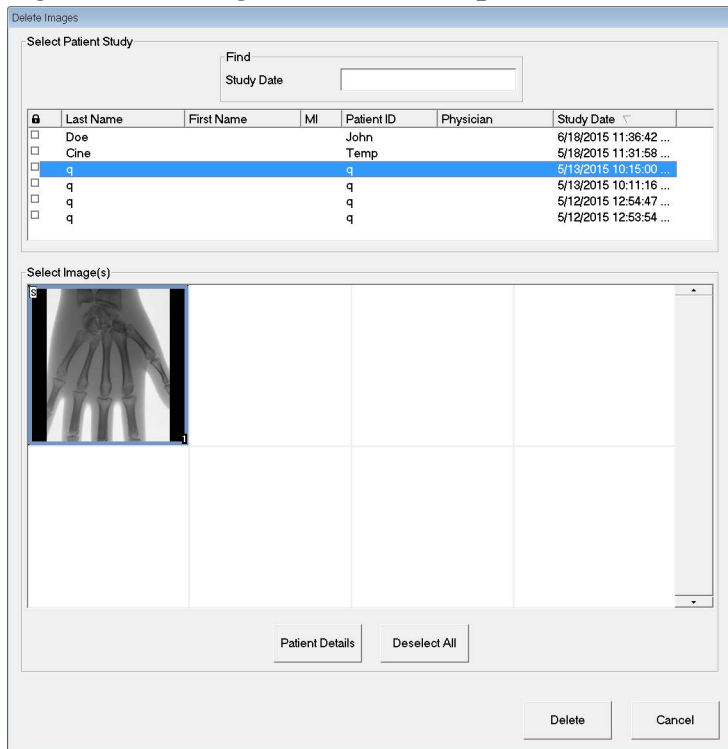 Delete Images
Select Patient Study
Find
Study Date
Last Name First Name MI Patient ID Physician Study Date
Doe John 6/18/2015 11:36:42 ...
Cine Temp 5/18/2015 11:31:58 ...
q q 5/13/2015 10:15:00 ...
q q 5/13/2015 10:11:16 ...
q q 5/12/2015 12:54:47 ...
q q 5/12/2015 12:53:54 ...
Select Image(s)
S
1
Patient Details Deselect All
Delete Cancel